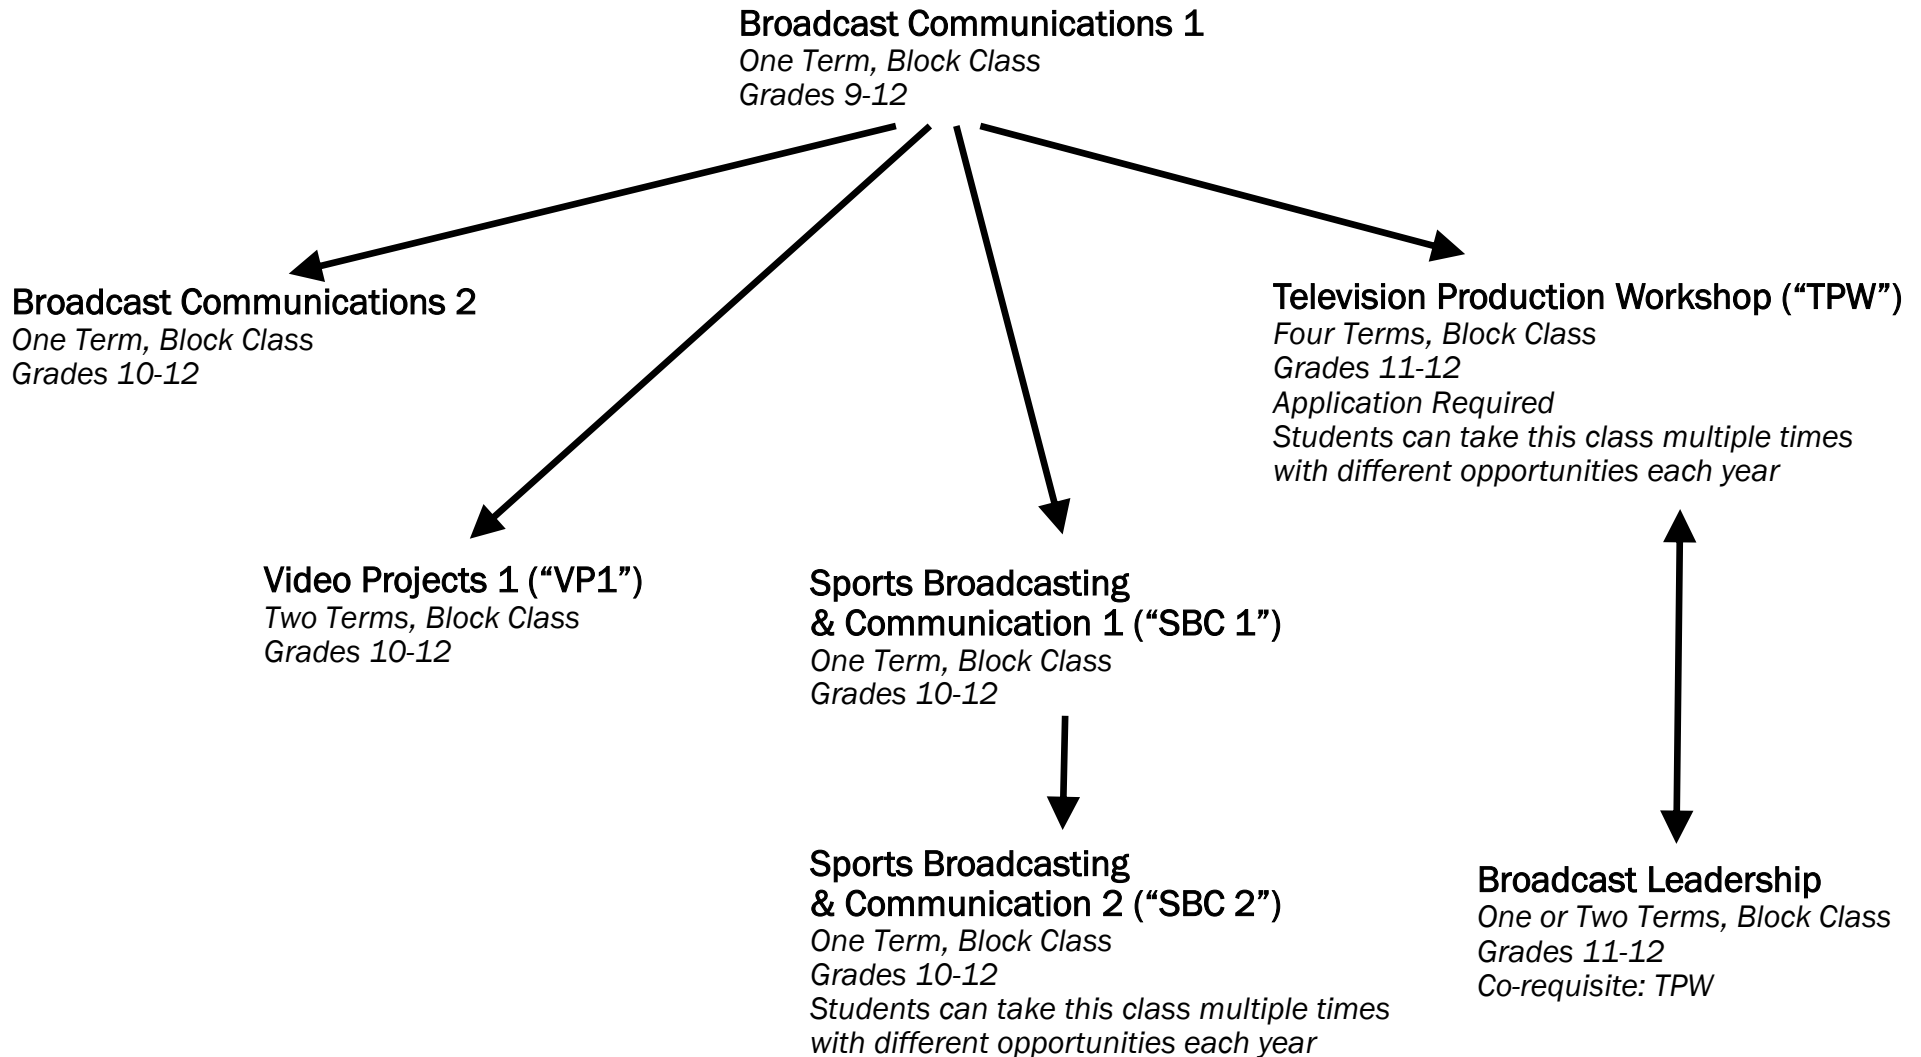 Broadcast Communications 1
One Term, Block Class
Grades 9-12
Broadcast Communications 2
One Term, Block Class
Grades 10-12
Television Production Workshop (“TPW”)
Four Terms, Block Class
Grades 11-12
Application Required
Students can take this class multiple times
with different opportunities each year
Video Projects 1 (“VP1”)
Two Terms, Block Class
Grades 10-12
Sports Broadcasting
& Communication 1 (“SBC 1”)
One Term, Block Class
Grades 10-12
Sports Broadcasting
& Communication 2 (“SBC 2”)
One Term, Block Class
Grades 10-12
Students can take this class multiple times
with different opportunities each year
Broadcast Leadership
One or Two Terms, Block Class
Grades 11-12
Co-requisite: TPW